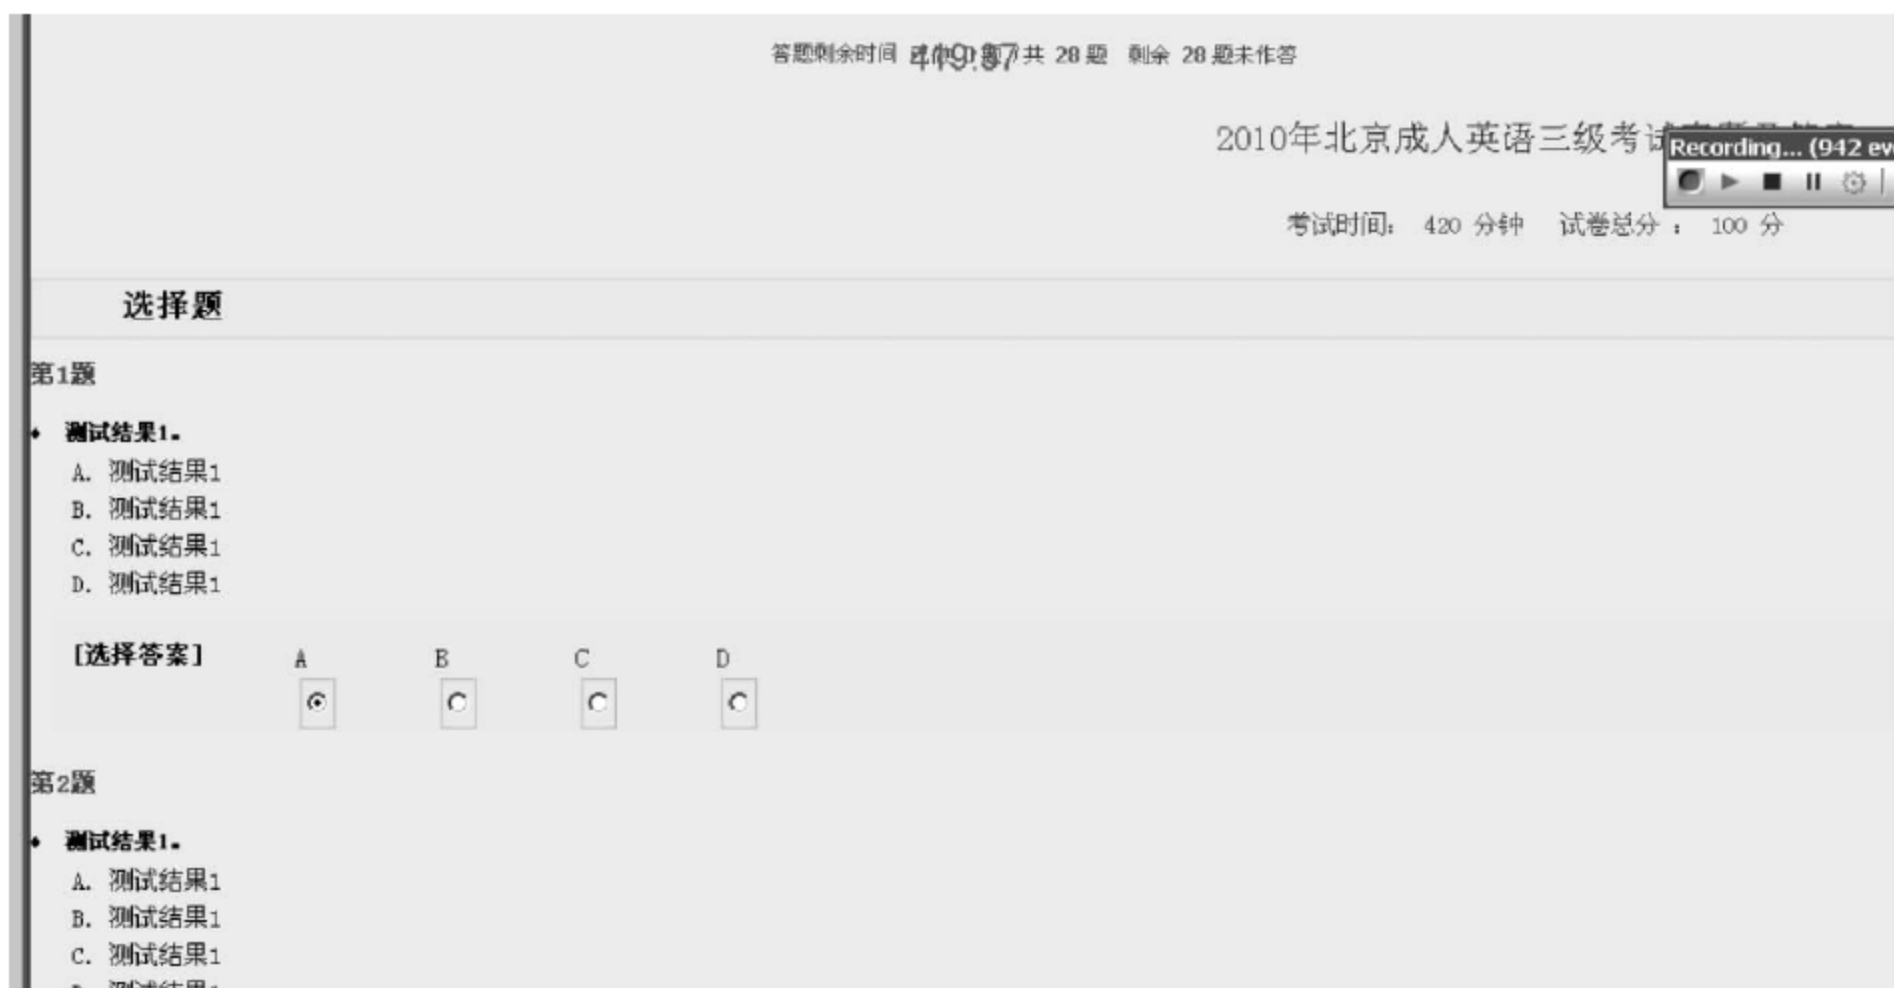 答题剩余时间 共 28 题 剩余 28 题未作答
2010年北京成人英语三级考试
Recording... (942 eve
考试时间： 420 分钟 试卷总分 ： 100 分
选择题
第1题
测试结果1。
A. 测试结果1
B. 测试结果1
C. 测试结果1
D. 测试结果1
[选择答案] A B C D
第2题
测试结果1。
A. 测试结果1
B. 测试结果1
C. 测试结果1